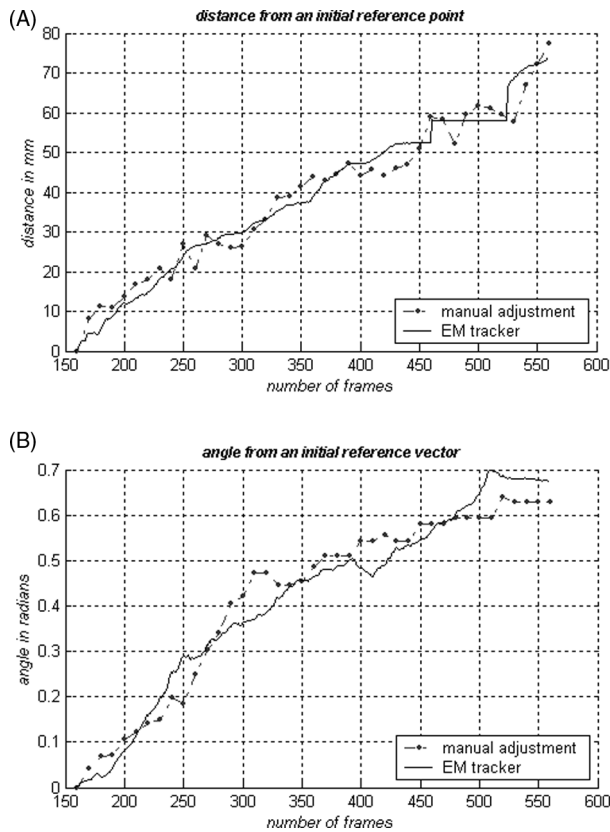 (A)
distance from an initial reference point
80
70
60
50
40
30
20
10
0
distance in mm
manual adjustment
EM tracker
150 200 250 300 350 400 450 500 550 600
number of frames
(B)
angle from an initial reference vector
0.7
0.6
0.5
0.4
0.3
0.2
0.1
0
angle in radians
manual adjustment
EM tracker
150 200 250 300 350 400 450 500 550 600
number of frames